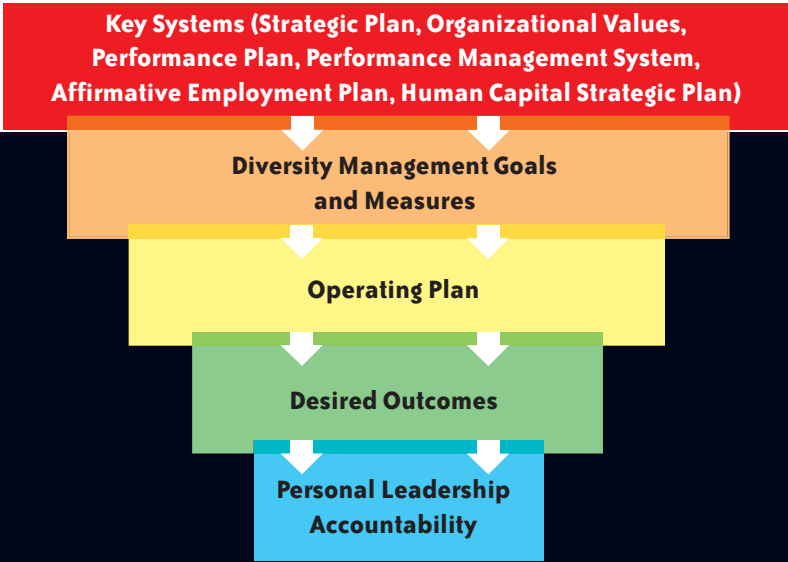 Key Systems (Strategic Plan, Organizational Values,
Performance Plan, Performance Management System,
Affirmative Employment Plan, Human Capital Strategic Plan)
Diversity Management Goals
and Measures
Operating Plan
Desired Outcomes
Personal Leadership
Accountability